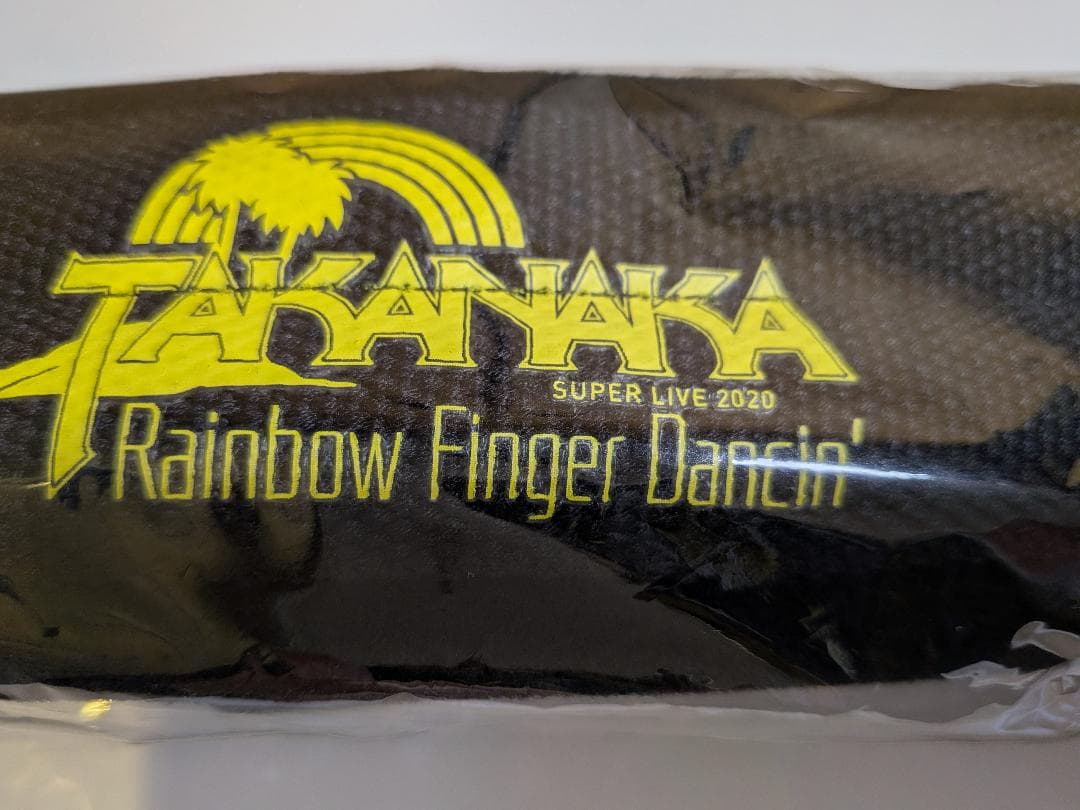 TAKANAKA
SUPER LIVE 2020
Rainbow Finger Dancin'